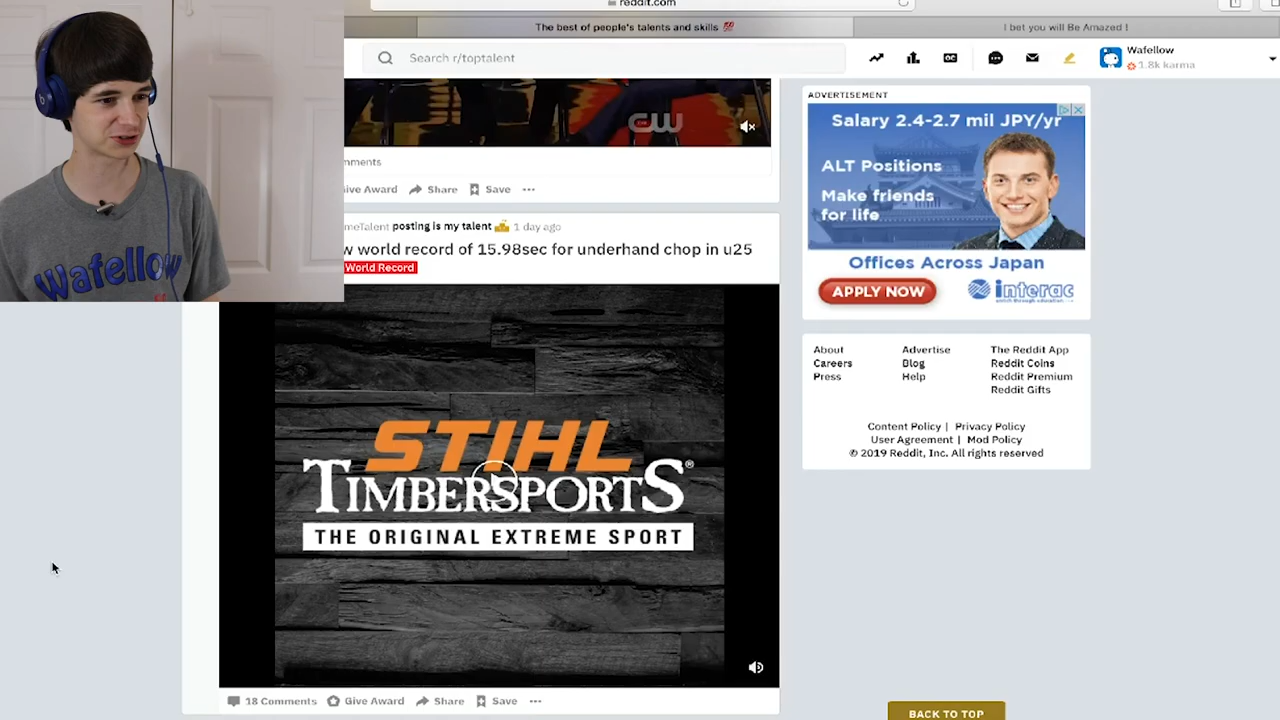 reddit.com
The best of people's talents and skills 💯
I bet you will Be Amazed !
Search r/toptalent
Wafellow
1.8k karma
ADVERTISEMENT
Salary 2.4-2.7 mil JPY/yr
ALT Positions
Make friends
for life
Offices Across Japan
APPLY NOW
interac
THE CW
mments
ive Award
Share
Save
meTalent posting is my talent 1 day ago
w world record of 15.98sec for underhand chop in u25
World Record
Wafellow
STIHL
TIMBERSPORTS®
THE ORIGINAL EXTREME SPORT
About
Advertise
The Reddit App
Careers
Blog
Reddit Coins
Press
Help
Reddit Premium
Reddit Gifts
Content Policy | Privacy Policy
User Agreement | Mod Policy
© 2019 Reddit, Inc. All rights reserved
18 Comments
Give Award
Share
Save
BACK TO TOP